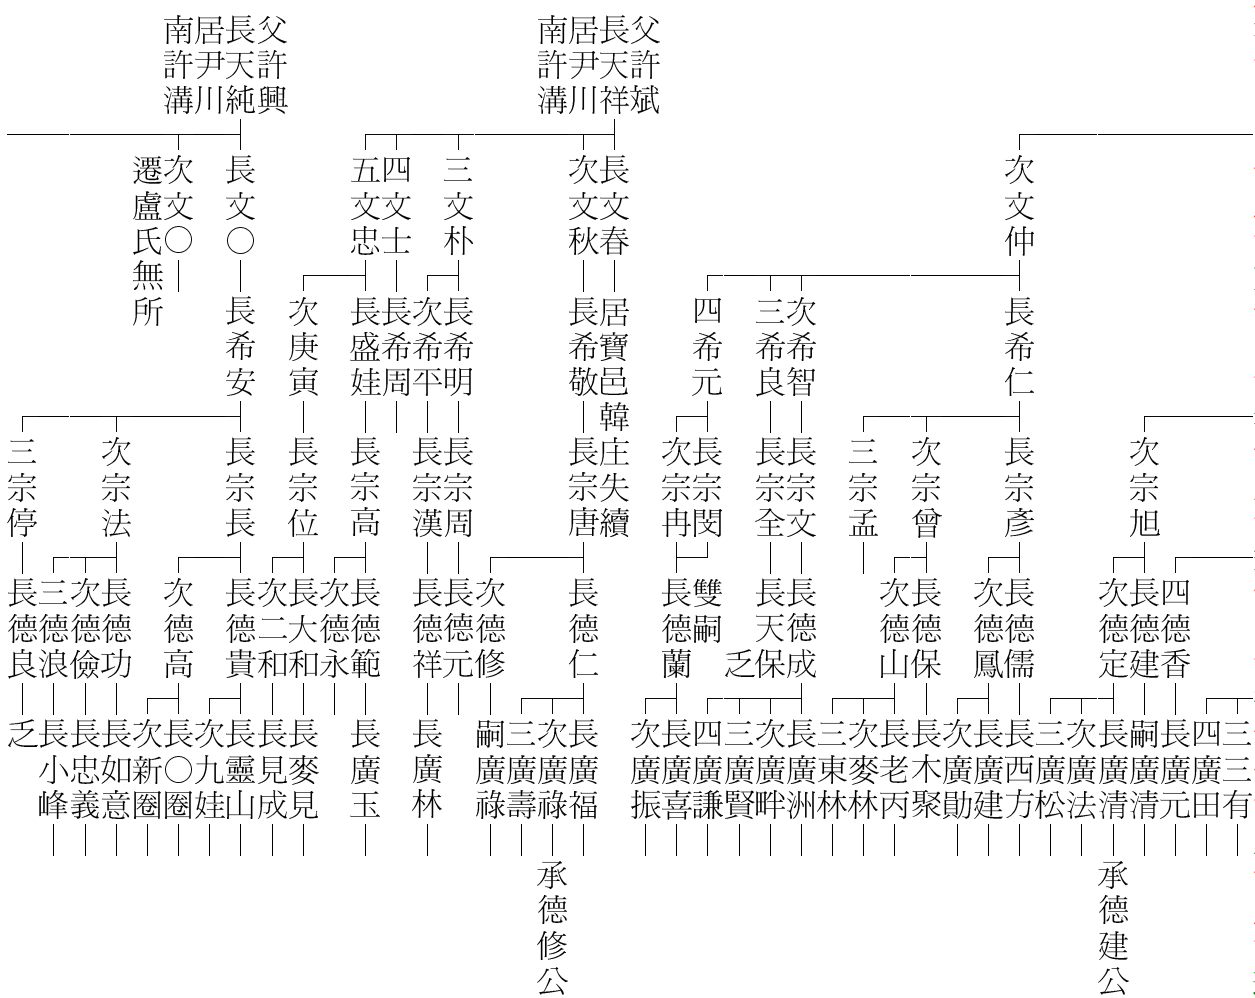 父許斌
長天祥
居尹川
南許溝
父許興
長天純
居尹川
南許溝
次文仲
長文春
次文秋
三文朴
四文士
五文忠
長文〇
次文〇
遷盧氏無所
長希仁
次希智
三希良
四希元
居寶邑韓庄失續
長希敬
長希明
次希平
長希周
長盛娃
次庚寅
長希安
次宗旭
長宗彥
次宗曾
三宗孟
長宗文
長宗全
長宗閔
次宗冉
長宗唐
長宗周
長宗漢
長宗高
長宗位
長宗長
次宗法
三宗停
四德香
長德建
次德定
長德儒
次德鳳
長德保
次德山
長德成
長天保
乏
雙嗣
長德蘭
長德仁
次德修
長德元
長德祥
長德範
次德永
長大和
次二和
長德貴
次德高
長德功
次德儉
三德浪
長德良
三三有
四廣田
長廣元
嗣廣清
長廣清
次廣法
三廣松
長西方
長廣建
次廣勛
長木聚
長老丙
次麥林
三東林
長廣洲
次廣畔
三廣賢
四廣謙
長廣喜
次廣振
長廣福
次廣祿
三廣壽
嗣廣祿
長廣林
長廣玉
長麥見
長見成
長靈山
次九娃
長〇圈
次新圈
長如意
長忠義
長小峰
乏
承德建公
承德修公